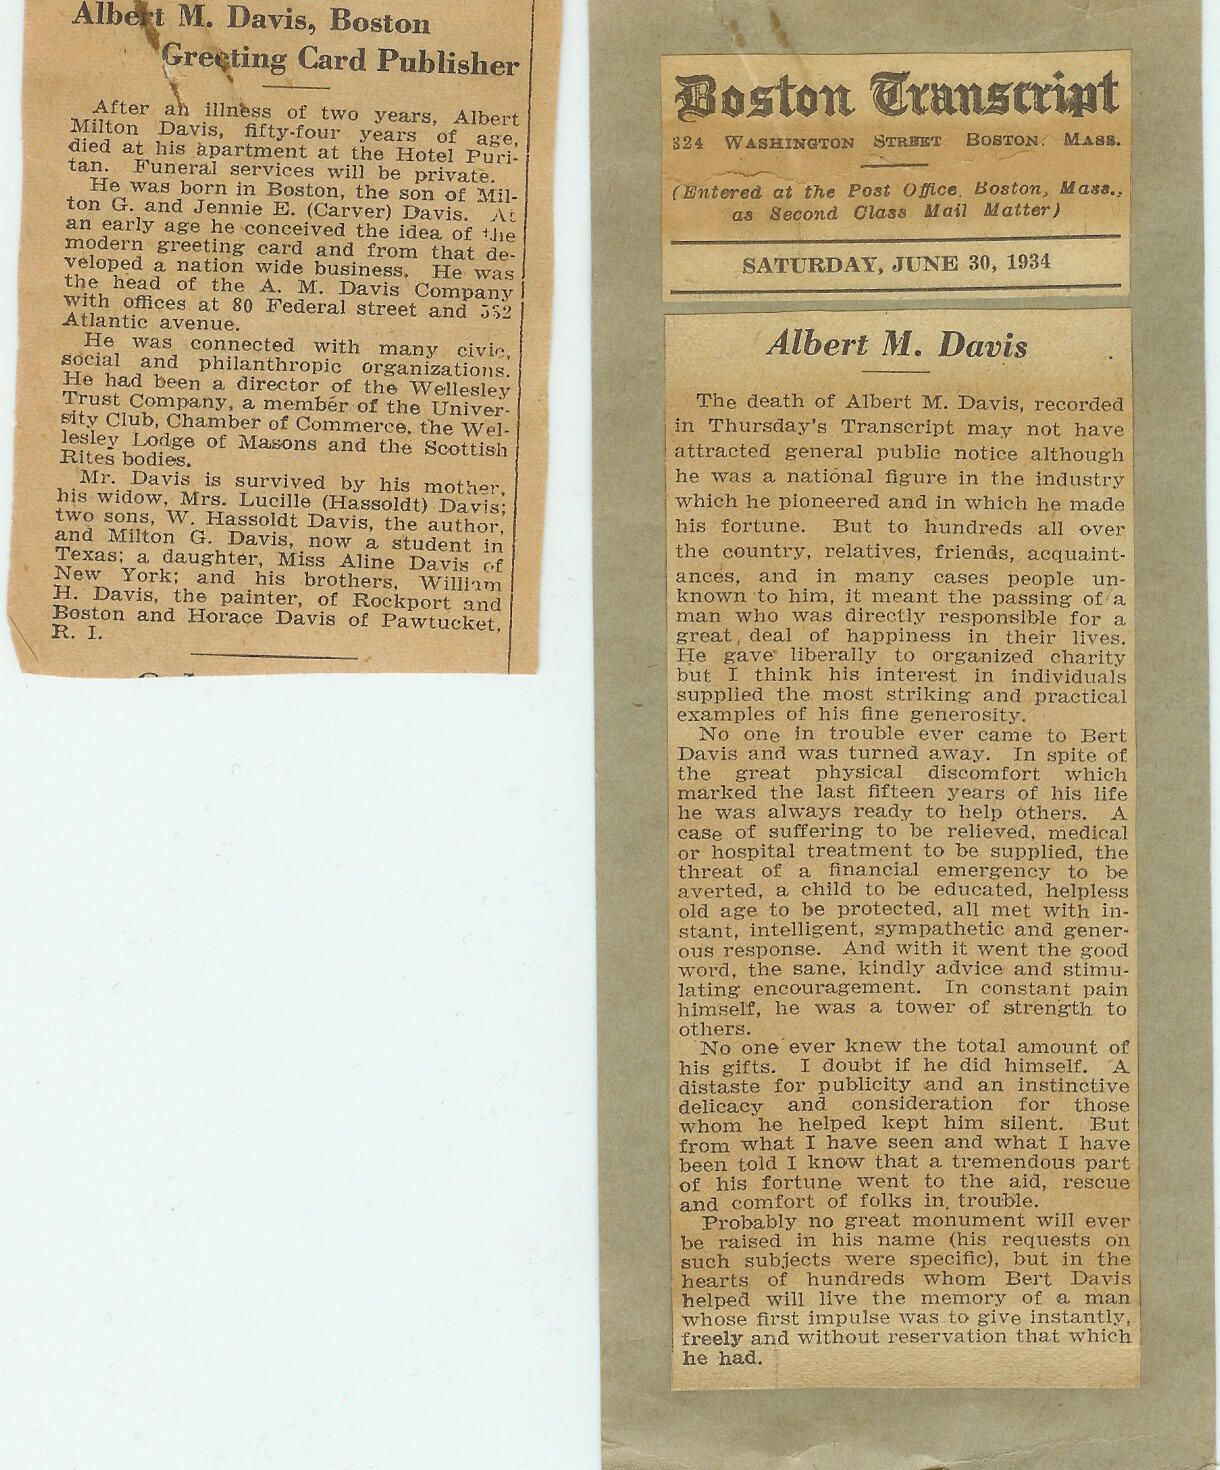 Albert M. Davis, Boston
Greeting Card Publisher
After an illness of two years, Albert
Milton Davis, fifty-four years of age,
died at his apartment at the Hotel Puri-
tan. Funeral services will be private.
He was born in Boston, the son of Mil-
ton G. and Jennie E. (Carver) Davis. At
an early age he conceived the idea of the
modern greeting card and from that de-
veloped a nation wide business. He was
the head of the A. M. Davis Company
with offices at 80 Federal street and 552
Atlantic avenue.
He was connected with many civic,
social and philanthropic organizations.
He had been a director of the Wellesley
Trust Company, a member of the Univer-
sity Club, Chamber of Commerce, the Wel-
lesley Lodge of Masons and the Scottish
Rites bodies.
Mr. Davis is survived by his mother,
his widow, Mrs. Lucille (Hassoldt) Davis;
two sons, W. Hassoldt Davis, the author,
and Milton G. Davis, now a student in
Texas; a daughter, Miss Aline Davis of
New York; and his brothers, William
H. Davis, the painter, of Rockport and
Boston and Horace Davis of Pawtucket,
R. I.
Boston Transcript
324 Washington Street Boston, Mass.
(Entered at the Post Office, Boston, Mass.,
as Second Class Mail Matter)
SATURDAY, JUNE 30, 1934
Albert M. Davis
The death of Albert M. Davis, recorded
in Thursday's Transcript may not have
attracted general public notice although
he was a national figure in the industry
which he pioneered and in which he made
his fortune. But to hundreds all over
the country, relatives, friends, acquaint-
ances, and in many cases people un-
known to him, it meant the passing of a
man who was directly responsible for a
great deal of happiness in their lives.
He gave liberally to organized charity
but I think his interest in individuals
supplied the most striking and practical
examples of his fine generosity.
No one in trouble ever came to Bert
Davis and was turned away. In spite of
the great physical discomfort which
marked the last fifteen years of his life
he was always ready to help others. A
case of suffering to be relieved, medical
or hospital treatment to be supplied, the
threat of a financial emergency to be
averted, a child to be educated, helpless
old age to be protected, all met with in-
stant, intelligent, sympathetic and gener-
ous response. And with it went the good
word, the sane, kindly advice and stimu-
lating encouragement. In constant pain
himself, he was a tower of strength to
others.
No one ever knew the total amount of
his gifts. I doubt if he did himself. A
distaste for publicity and an instinctive
delicacy and consideration for those
whom he helped kept him silent. But
from what I have seen and what I have
been told I know that a tremendous part
of his fortune went to the aid, rescue
and comfort of folks in trouble.
Probably no great monument will ever
be raised in his name (his requests on
such subjects were specific), but in the
hearts of hundreds whom Bert Davis
helped will live the memory of a man
whose first impulse was to give instantly,
freely and without reservation that which
he had.